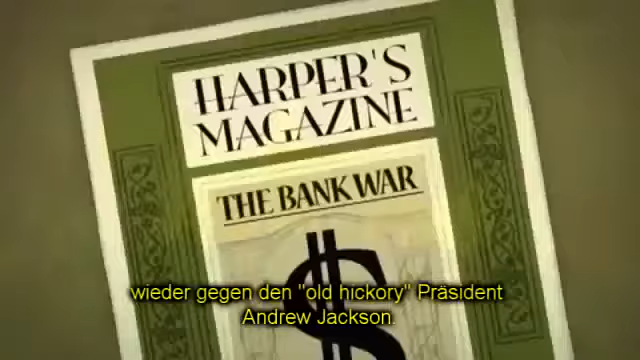 HARPER'S
MAGAZINE
THE BANK WAR
$
wieder gegen den "old hickory" Präsident
Andrew Jackson.